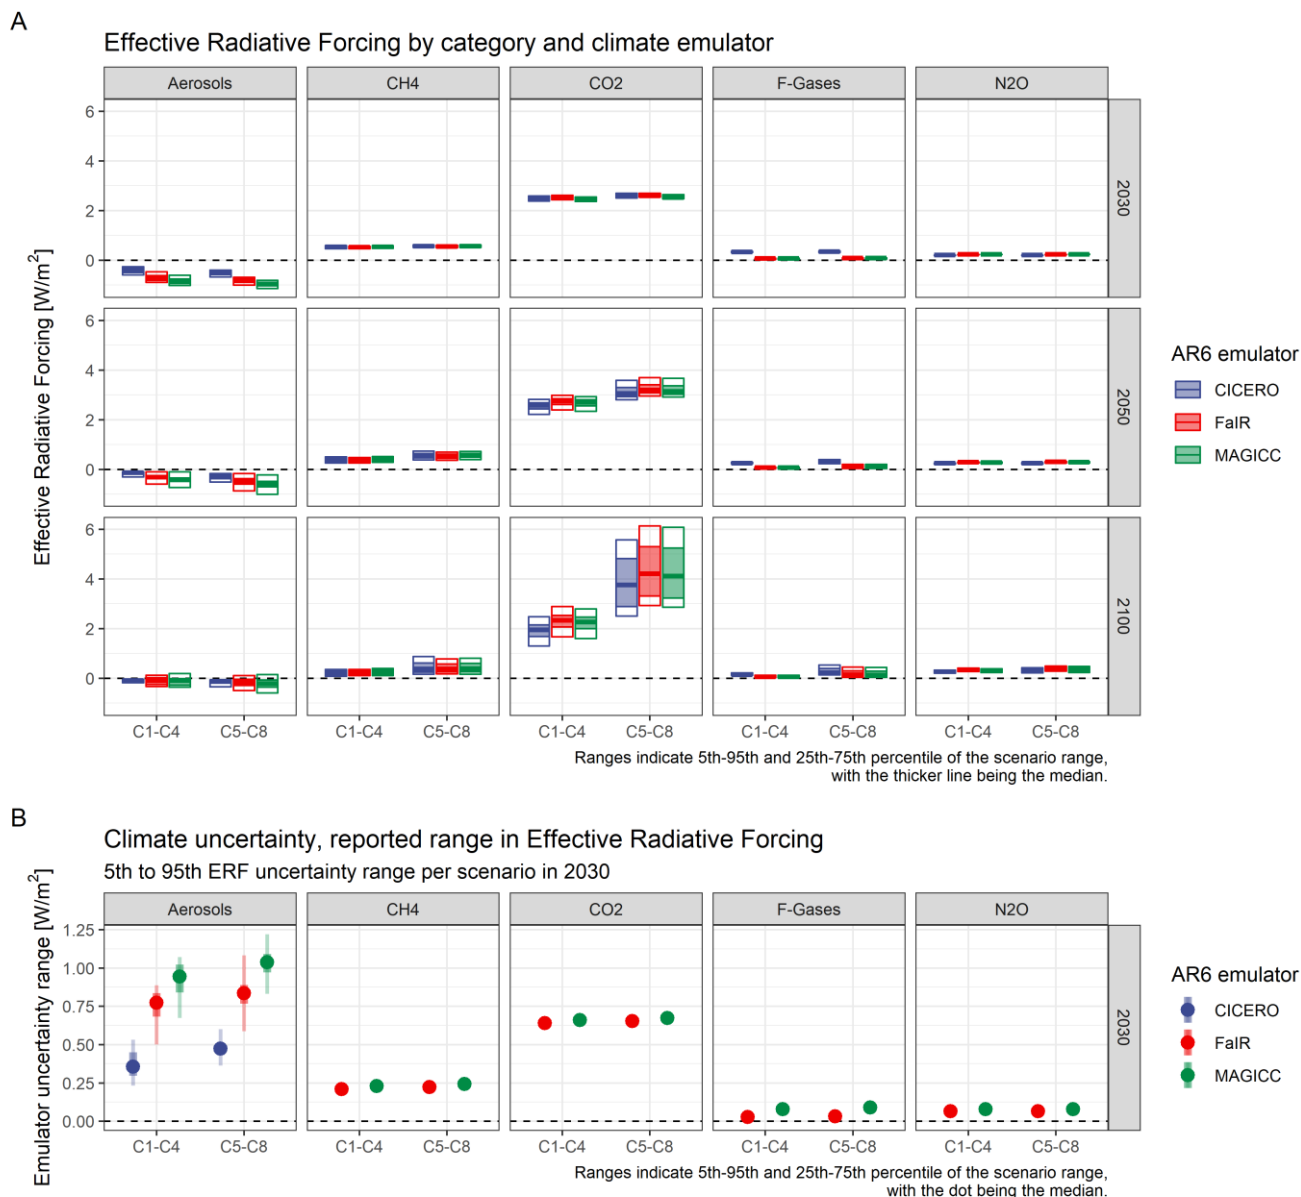 A
Effective Radiative Forcing by category and climate emulator
Aerosols
CH4
CO2
F-Gases
N2O
Effective Radiative Forcing [W/m²]
6
4
2
0
2030
6
4
2
0
2050
6
4
2
0
2100
C1-C4
C5-C8
C1-C4
C5-C8
C1-C4
C5-C8
C1-C4
C5-C8
C1-C4
C5-C8
Ranges indicate 5th-95th and 25th-75th percentile of the scenario range,
with the thicker line being the median.
AR6 emulator
CICERO
FaIR
MAGICC
B
Climate uncertainty, reported range in Effective Radiative Forcing
5th to 95th ERF uncertainty range per scenario in 2030
Aerosols
CH4
CO2
F-Gases
N2O
Emulator uncertainty range [W/m²]
1.25
1.00
0.75
0.50
0.25
0.00
2030
C1-C4
C5-C8
C1-C4
C5-C8
C1-C4
C5-C8
C1-C4
C5-C8
C1-C4
C5-C8
Ranges indicate 5th-95th and 25th-75th percentile of the scenario range,
with the dot being the median.
AR6 emulator
CICERO
FaIR
MAGICC